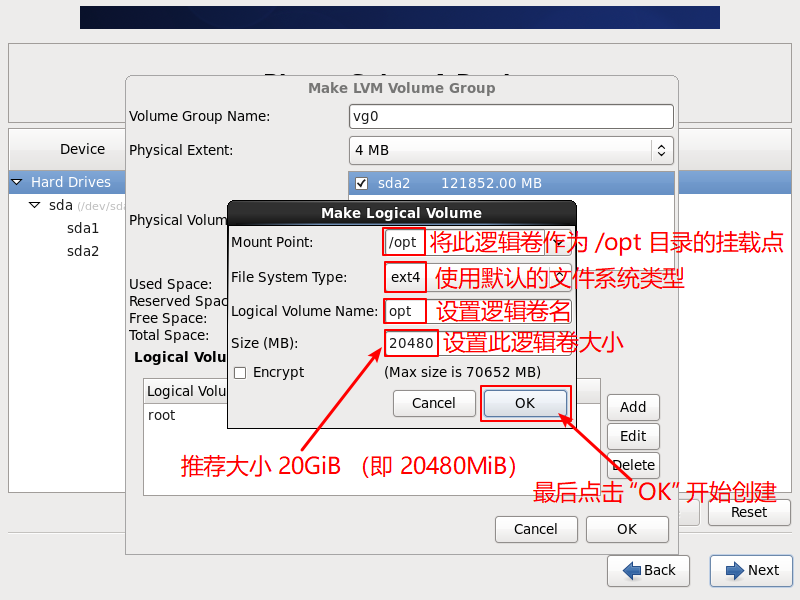 Make LVM Volume Group
Volume Group Name: vg0
Physical Extent: 4 MB
Device
Hard Drives
sda (/dev/sda
sda1
sda2
sda2 121852.00 MB
Physical Volum
Make Logical Volume
Mount Point: /opt 将此逻辑卷作为 /opt 目录的挂载点
File System Type: ext4 使用默认的文件系统类型
Logical Volume Name: opt 设置逻辑卷名
Size (MB): 20480 设置此逻辑卷大小
Encrypt (Max size is 70652 MB)
Cancel OK
Used Space:
Reserved Spac
Free Space:
Total Space:
Logical Volu
Logical Volu
root
Add
Edit
Delete
推荐大小 20GiB （即 20480MiB）
最后点击 “OK” 开始创建
Cancel OK
Reset
Back Next